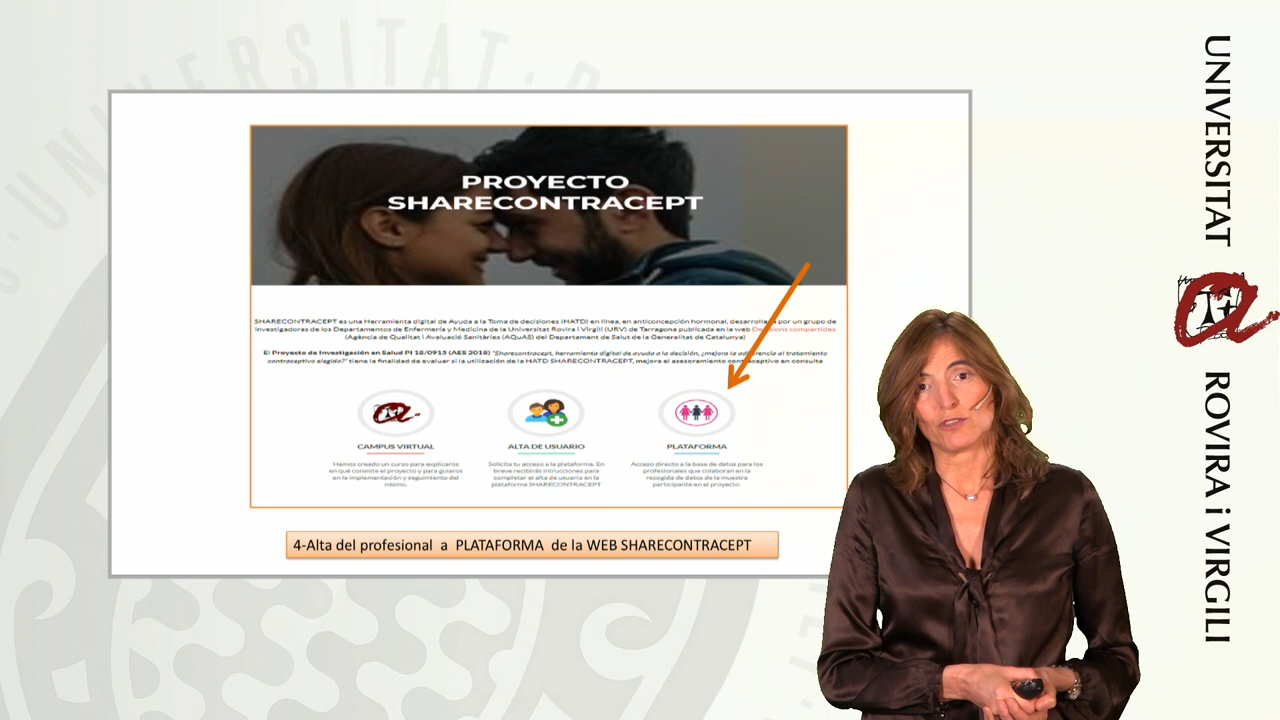 PROYECTO
SHARECONTRACEPT
SHARECONTRACEPT es una Herramienta digital de Ayuda a la Toma de decisiones (HATD) en línea, en anticoncepción hormonal, desarrollada por un grupo de
investigadoras de los Departamentos de Enfermería y Medicina de la Universitat Rovira i Virgili (URV) de Tarragona publicada en la web Decisions compartides
(Agència de Qualitat i Avaluació Sanitàries (AQuAS) del Departament de Salut de la Generalitat de Catalunya)
El Proyecto de Investigación en Salud PI 18/0915 (AES 2018) "Sharecontracept, herramienta digital de ayuda a la decisión, ¿mejora la adherencia al tratamiento
contraceptivo elegido?" tiene la finalidad de evaluar si la utilización de la HATD SHARECONTRACEPT, mejora el asesoramiento contraceptivo en consulta
CAMPUS VIRTUAL
Hemos creado un curso para explicaros
en qué consiste el proyecto y para guiaros
en la implementación y seguimiento del
mismo.
ALTA DE USUARIO
Solicita tu acceso a la plataforma. En
breve recibirás intrucciones para
completar el alta de usuario en la
plataforma SHARECONTRACEPT
PLATAFORMA
Acceso directo a la base de datos para los
profesionales que colaboran en la
recogida de datos de la muestra
participante en el proyecto.
4-Alta del profesional a PLATAFORMA de la WEB SHARECONTRACEPT
UNIVERSITAT ROVIRA i VIRGILI